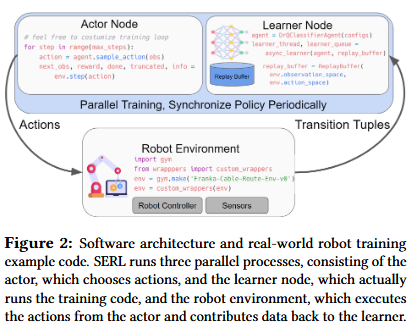 Actor Node
# feel free to costumize training loop
for step in range(max_steps):
action = agent.sample_action(obs)
next_obs, reward, done, truncated, info =
env.step(action)
Learner Node
agent = DrQClassifierAgent(configs)
learner_thread, learner_queue =
async_learner(agent, replay_buffer)
replay_buffer = ReplayBuffer(
env.observation_space,
env.action_space)
Replay Buffer
Parallel Training, Synchronize Policy Periodically
Actions
Transition Tuples
Robot Environment
import gym
from wrapppers import custom_wrappers
env = gym.make('Franka-Cable-Route-Env-v0')
env = custom_wrappers(env)
Robot Controller
Sensors
Figure 2: Software architecture and real-world robot training
example code. SERL runs three parallel processes, consisting of the
actor, which chooses actions, and the learner node, which actually
runs the training code, and the robot environment, which executes
the actions from the actor and contributes data back to the learner.